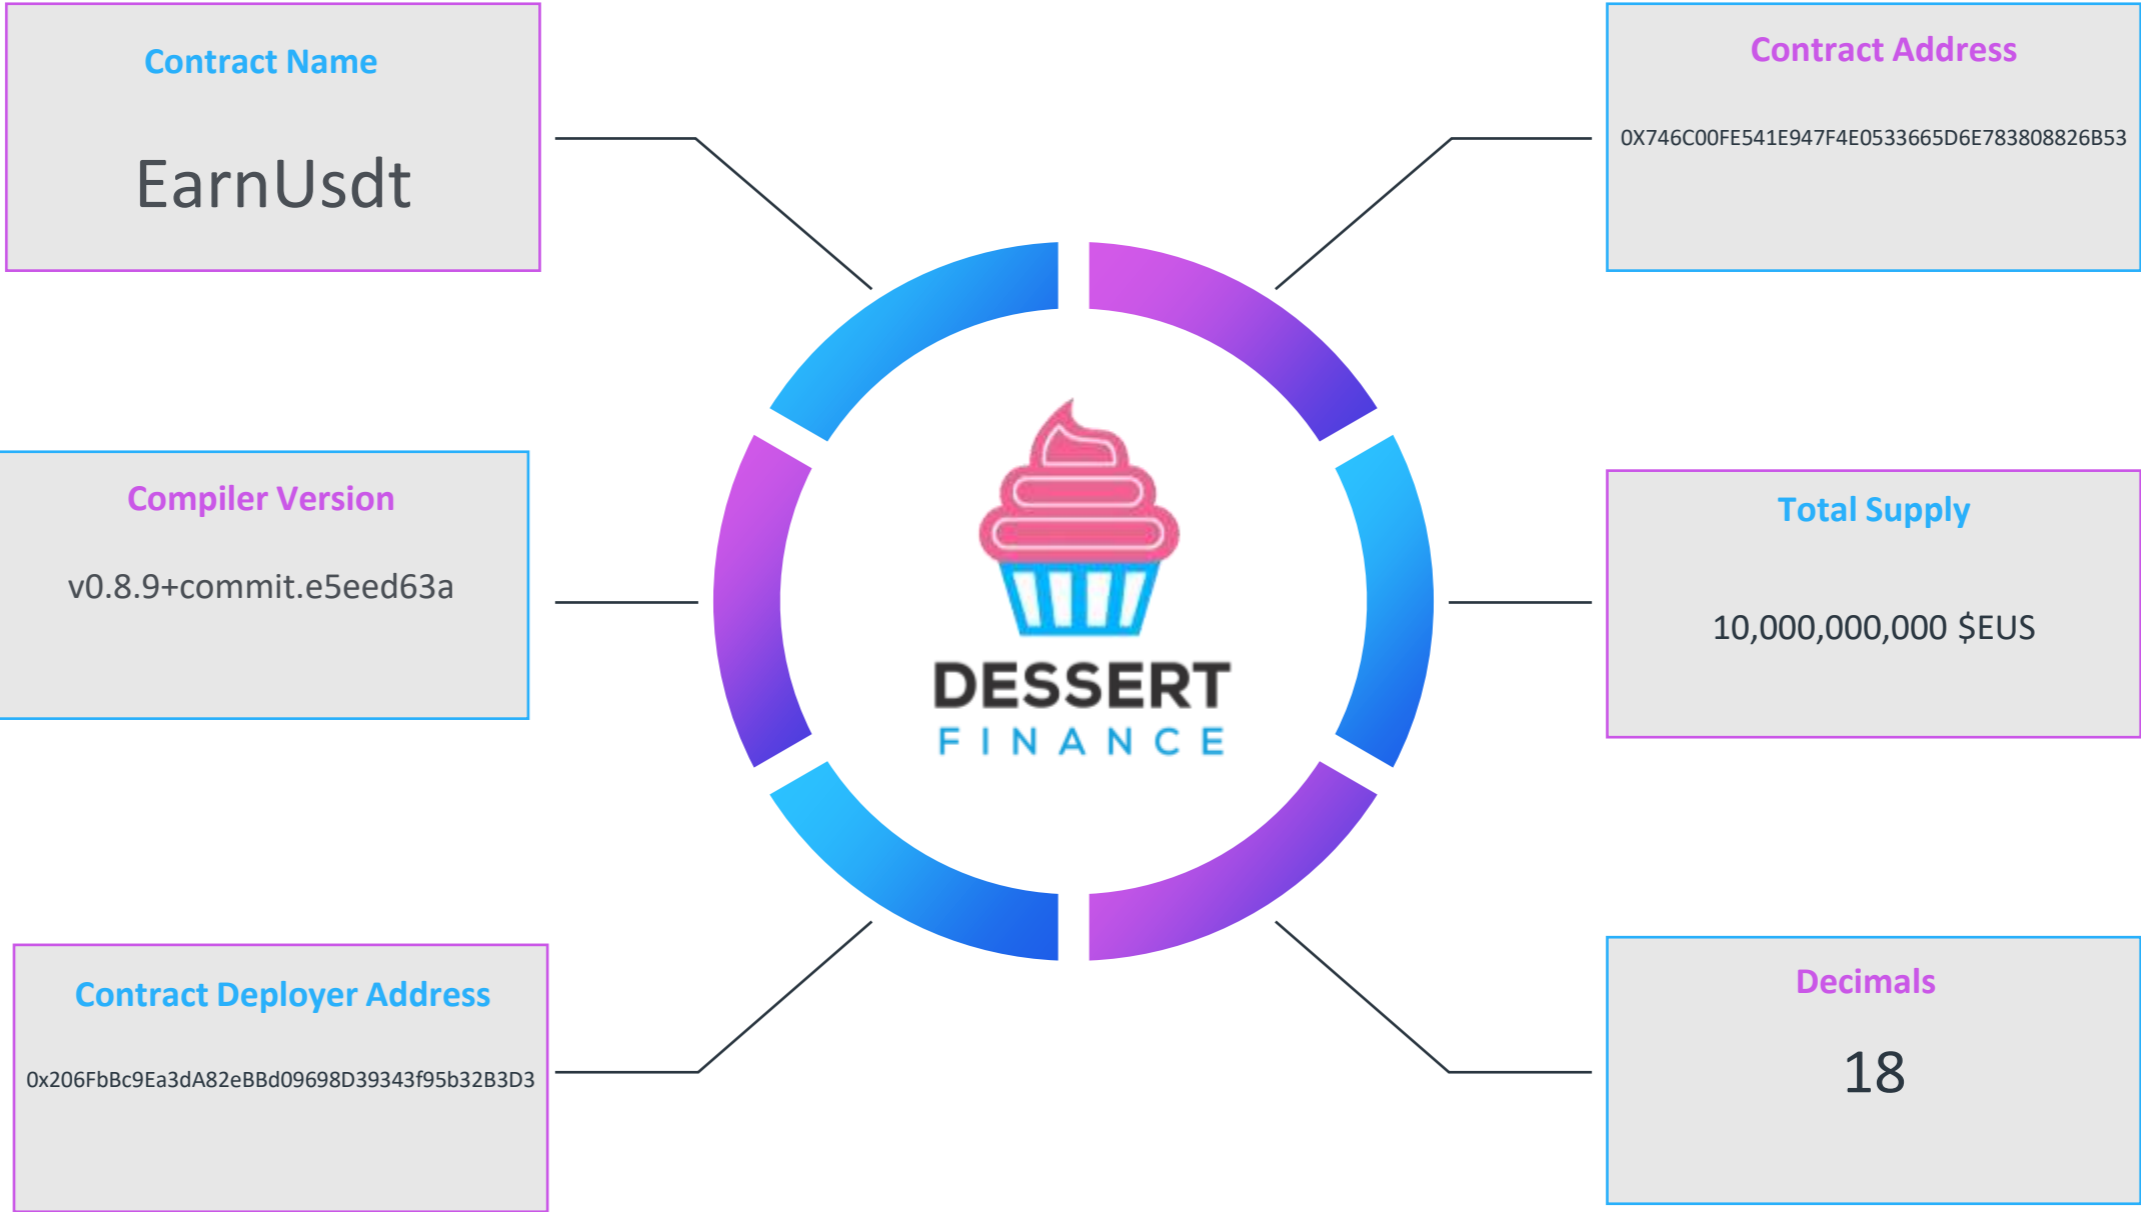 Contract Name
EarnUsdt
Contract Address
0X746C00FE541E947F4E0533665D6E783808826B53
Compiler Version
v0.8.9+commit.e5eed63a
Total Supply
10,000,000,000 $EUS
DESSERT
FINANCE
Contract Deployer Address
0x206FbBc9Ea3dA82eBBd09698D39343f95b32B3D3
Decimals
18